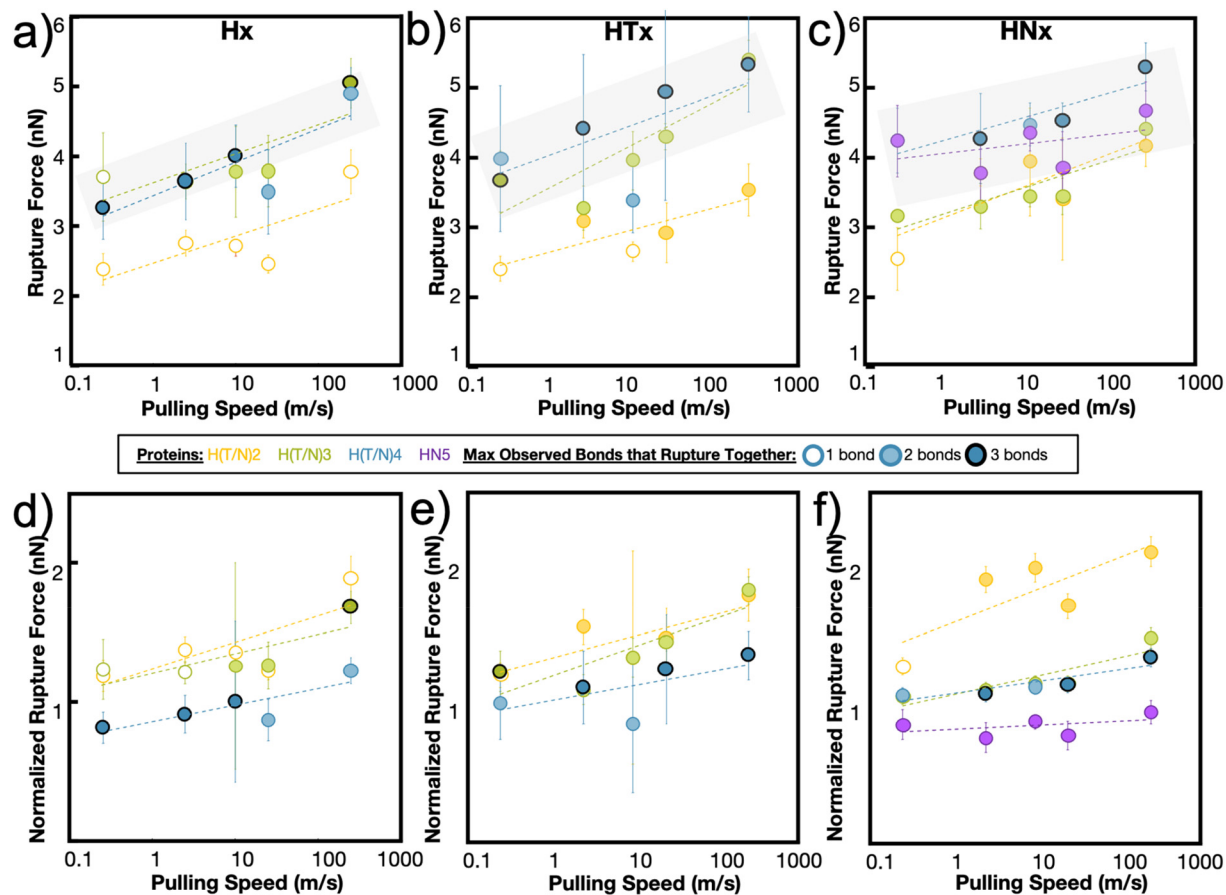 a)
Hx
6
5
4
3
2
1
Rupture Force (nN)
0.1
1
10
100
1000
Pulling Speed (m/s)
b)
HTx
6
5
4
3
2
1
Rupture Force (nN)
0.1
1
10
100
1000
Pulling Speed (m/s)
c)
HNx
6
5
4
3
2
1
Rupture Force (nN)
0.1
1
10
100
1000
Pulling Speed (m/s)
Proteins: H(T/N)2 H(T/N)3 H(T/N)4 HN5 Max Observed Bonds that Rupture Together: 1 bond 2 bonds 3 bonds
d)
2
1
Normalized Rupture Force (nN)
0.1
1
10
100
1000
Pulling Speed (m/s)
e)
2
1
Normalized Rupture Force (nN)
0.1
1
10
100
1000
Pulling Speed (m/s)
f)
2
1
Normalized Rupture Force (nN)
0.1
1
10
100
1000
Pulling Speed (m/s)